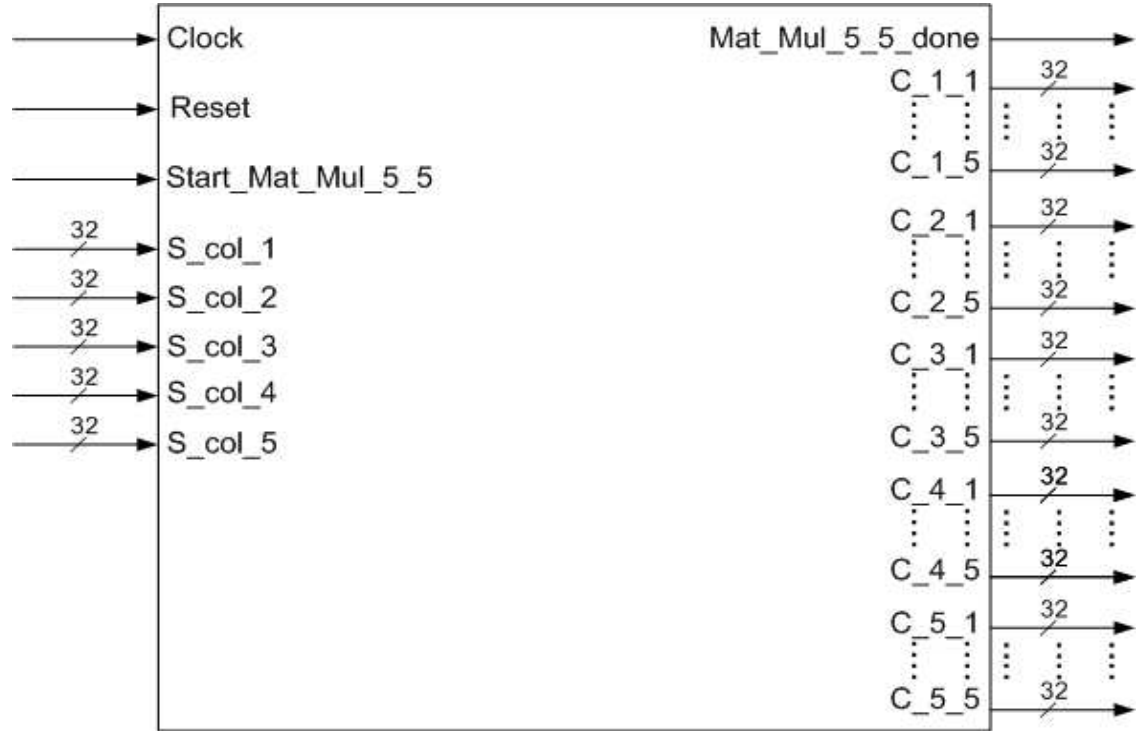 Clock
Reset
Start_Mat_Mul_5_5
32
S_col_1
32
S_col_2
32
S_col_3
32
S_col_4
32
S_col_5
Mat_Mul_5_5_done
C_1_1
32
C_1_5
32
C_2_1
32
C_2_5
32
C_3_1
32
C_3_5
32
C_4_1
32
C_4_5
32
C_5_1
32
C_5_5
32